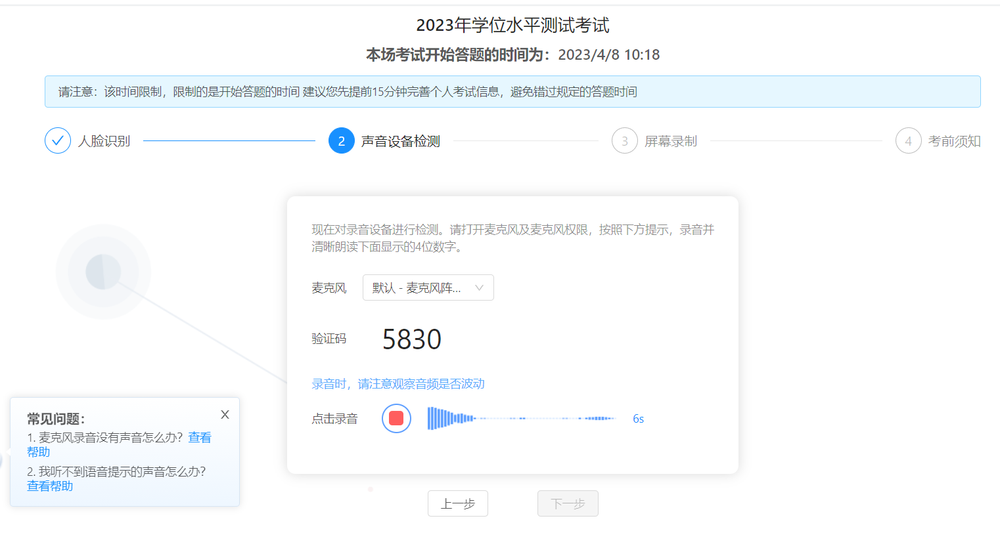 2023年学位水平测试考试
本场考试开始答题的时间为：2023/4/8 10:18
请注意：该时间限制，限制的是开始答题的时间 建议您先提前15分钟完善个人考试信息，避免错过规定的答题时间
人脸识别
2 声音设备检测
3 屏幕录制
4 考前须知
现在对录音设备进行检测。请打开麦克风及麦克风权限，按照下方提示，录音并
清晰朗读下面显示的4位数字。
麦克风 默认 - 麦克风阵...
验证码 5830
录音时，请注意观察音频是否波动
点击录音 6s
常见问题： X
1. 麦克风录音没有声音怎么办？查看
帮助
2. 我听不到语音提示的声音怎么办？
查看帮助
上一步 下一步